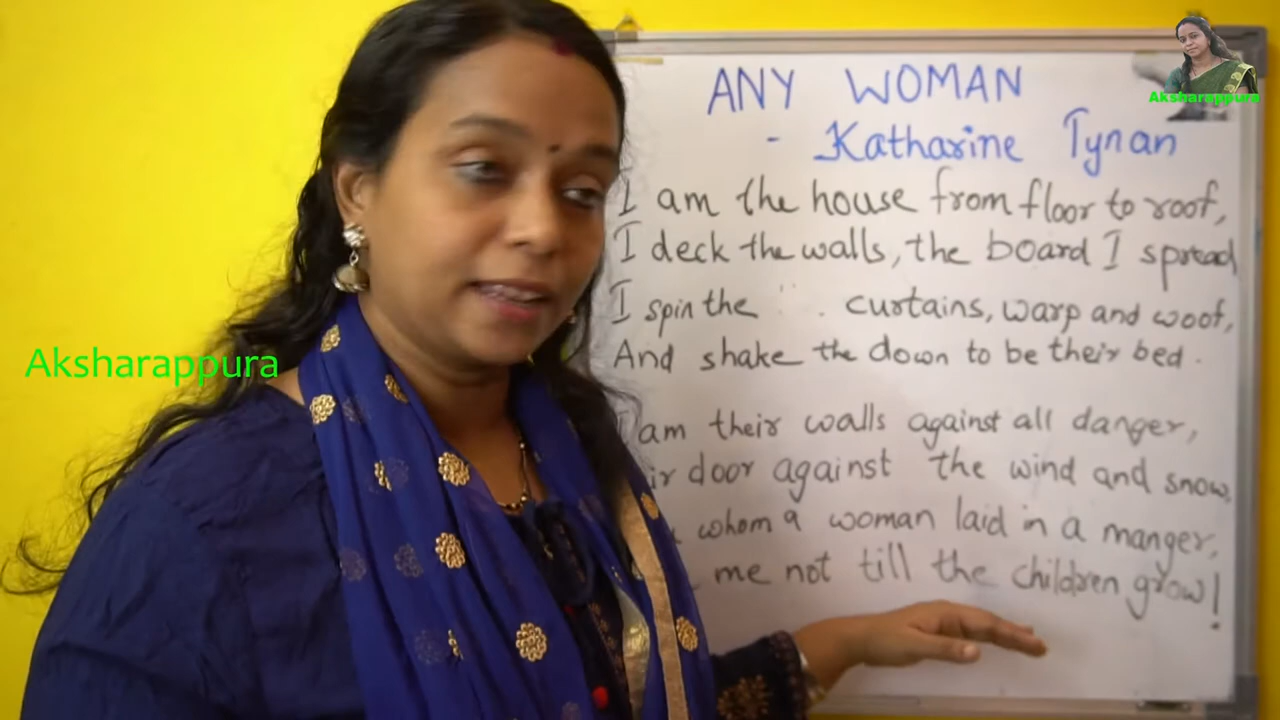 ANY WOMAN
- Katharine Tynan
Aksharappura
I am the house from floor to roof,
I deck the walls, the board I spread
I spin the curtains, warp and woof,
And shake the down to be their bed.
am their walls against all danger,
door against the wind and snow,
whom a woman laid in a manger,
me not till the children grow!
Aksharappura